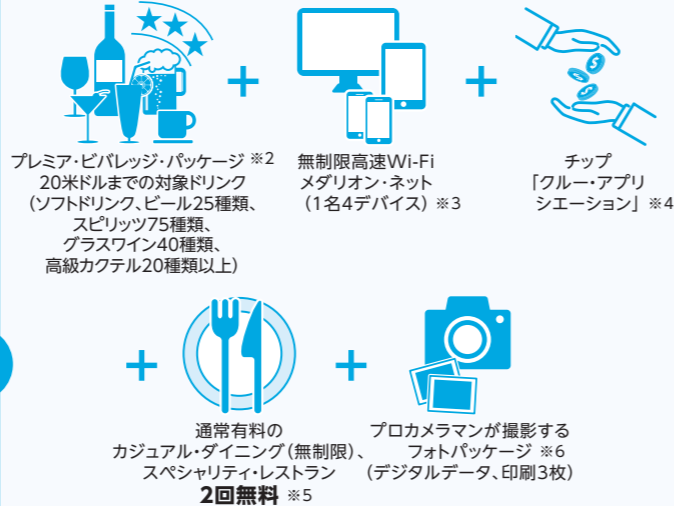 プレミア・ビバレッジ・パッケージ ※2
20米ドルまでの対象ドリンク
(ソフトドリンク、ビール25種類、
スピリッツ75種類、
グラスワイン40種類、
高級カクテル20種類以上)
+
無制限高速Wi-Fi
メダリオン・ネット
(1名4デバイス) ※3
+
チップ
「クルー・アプリ
シエーション」 ※4
+
通常有料の
カジュアル・ダイニング(無制限)、
スペシャリティ・レストラン
2回無料 ※5
+
プロカメラマンが撮影する
フォトパッケージ ※6
(デジタルデータ、印刷3枚)